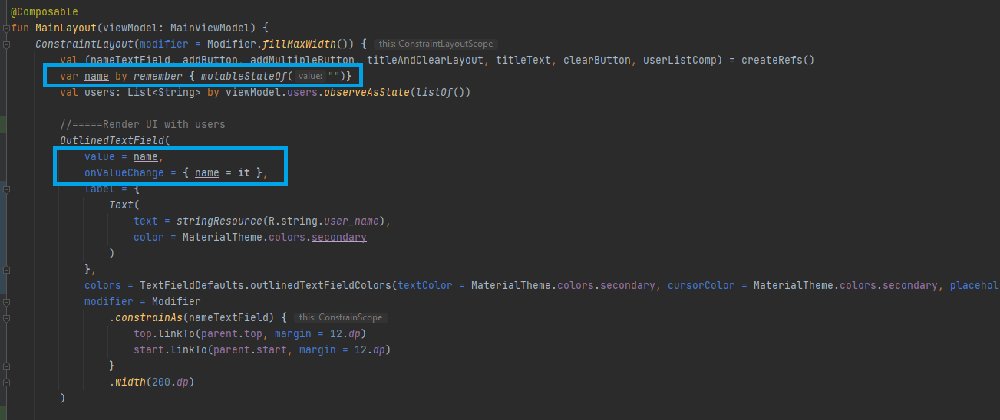 @Composable
fun MainLayout(viewModel: MainViewModel) {
ConstraintLayout(modifier = Modifier.fillMaxWidth()) { this: ConstraintLayoutScope
val (nameTextField, addButton, addMultipleButton, titleAndClearLayout, titleText, clearButton, userListComp) = createRefs()
var name by remember { mutableStateOf( value: "")}
val users: List<String> by viewModel.users.observeAsState(listOf())
//=====Render UI with users
OutlinedTextField(
value = name,
onValueChange = { name = it },
label = {
Text(
text = stringResource(R.string.user_name),
color = MaterialTheme.colors.secondary
)
},
colors = TextFieldDefaults.outlinedTextFieldColors(textColor = MaterialTheme.colors.secondary, cursorColor = MaterialTheme.colors.secondary, placehol
modifier = Modifier
.constrainAs(nameTextField) { this: ConstrainScope
top.linkTo(parent.top, margin = 12.dp)
start.linkTo(parent.start, margin = 12.dp)
}
.width(200.dp)
)